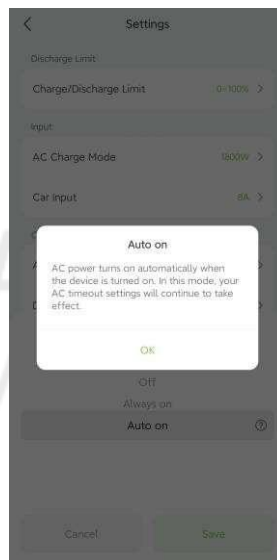 Settings
Discharge Limit
Charge/Discharge Limit 0~100%
Input
AC Charge Mode 1800W
Car Input 8A
Auto on
AC power turns on automatically when
the device is turned on. In this mode, your
AC timeout settings will continue to take
effect.
OK
Off
Always on
Auto on
Cancel Save